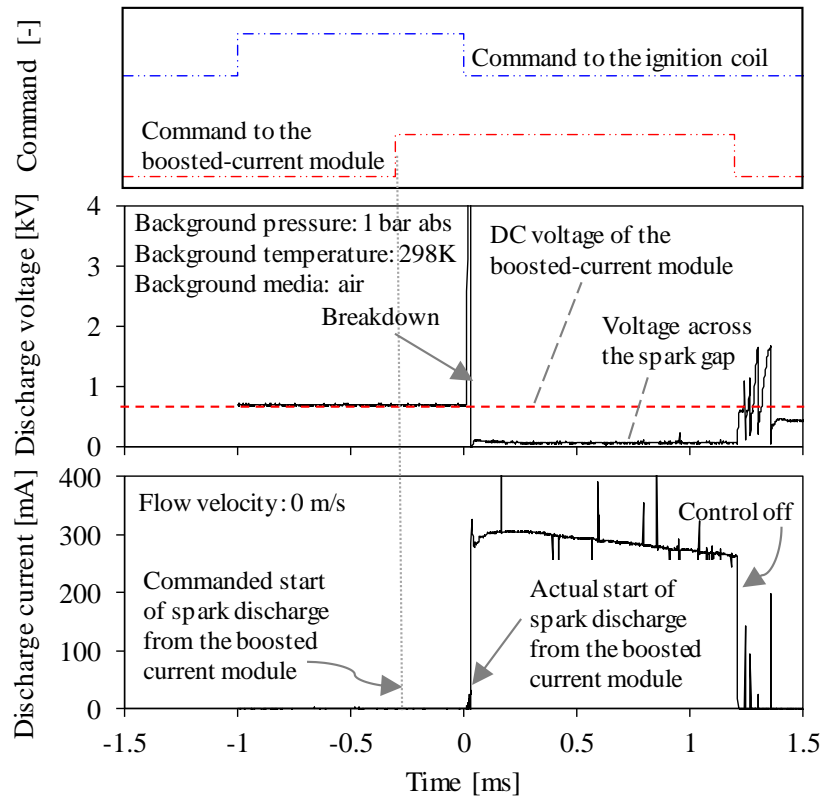 Command [-]
Command to the ignition coil
Command to the
boosted-current module
Discharge voltage [kV]
4
3
2
1
0
Background pressure: 1 bar abs
Background temperature: 298K
Background media: air
Breakdown
DC voltage of the
boosted-current module
Voltage across
the spark gap
Discharge current [mA]
400
300
200
100
0
Flow velocity: 0 m/s
Control off
Commanded start
of spark discharge
from the boosted
current module
Actual start of
spark discharge
from the boosted
current module
-1.5
-1
-0.5
0
0.5
1
1.5
Time [ms]